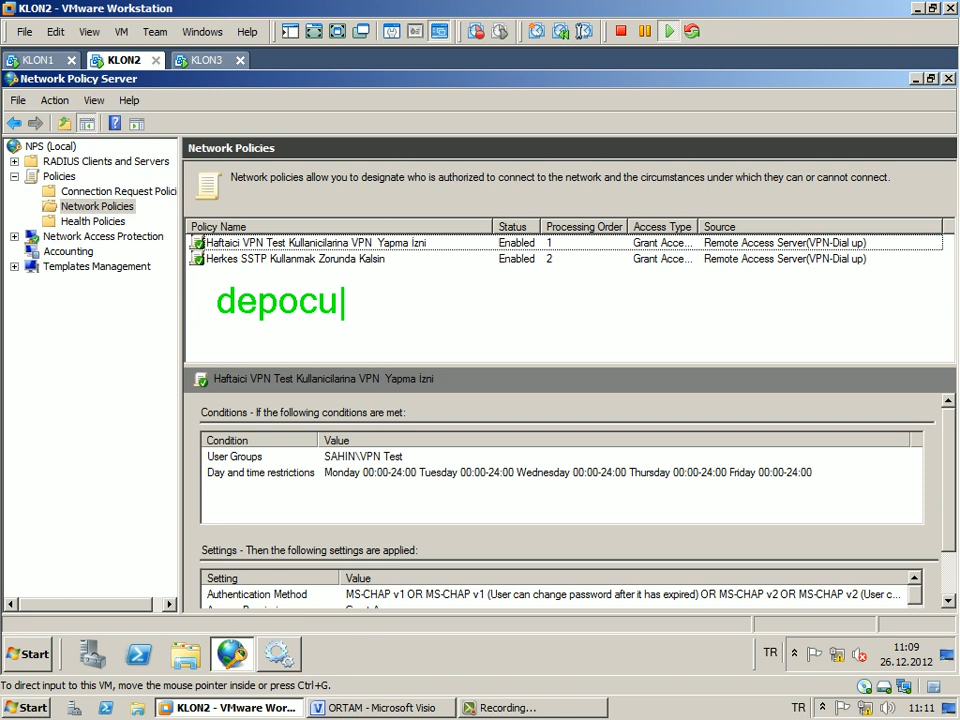 KLON2 - VMware Workstation
File Edit View VM Team Windows Help
KLON1 KLON2 KLON3
Network Policy Server
File Action View Help
NPS (Local)
RADIUS Clients and Servers
Policies
Connection Request Polici
Network Policies
Health Policies
Network Access Protection
Accounting
Templates Management
Network Policies
Network policies allow you to designate who is authorized to connect to the network and the circumstances under which they can or cannot connect.
Policy Name Status Processing Order Access Type Source
Haftaici VPN Test Kullanicilarina VPN Yapma İzni Enabled 1 Grant Acce... Remote Access Server(VPN-Dial up)
Herkes SSTP Kullanmak Zorunda Kalsin Enabled 2 Grant Acce... Remote Access Server(VPN-Dial up)
depocu
Haftaici VPN Test Kullanicilarina VPN Yapma İzni
Conditions - If the following conditions are met:
Condition Value
User Groups SAHIN\VPN Test
Day and time restrictions Monday 00:00-24:00 Tuesday 00:00-24:00 Wednesday 00:00-24:00 Thursday 00:00-24:00 Friday 00:00-24:00
Settings - Then the following settings are applied:
Setting Value
Authentication Method MS-CHAP v1 OR MS-CHAP v1 (User can change password after it has expired) OR MS-CHAP v2 OR MS-CHAP v2 (User c...
Start TR 11:09
26.12.2012
To direct input to this VM, move the mouse pointer inside or press Ctrl+G.
Start KLON2 - VMware Wor... ORTAM - Microsoft Visio Recording... TR 11:11